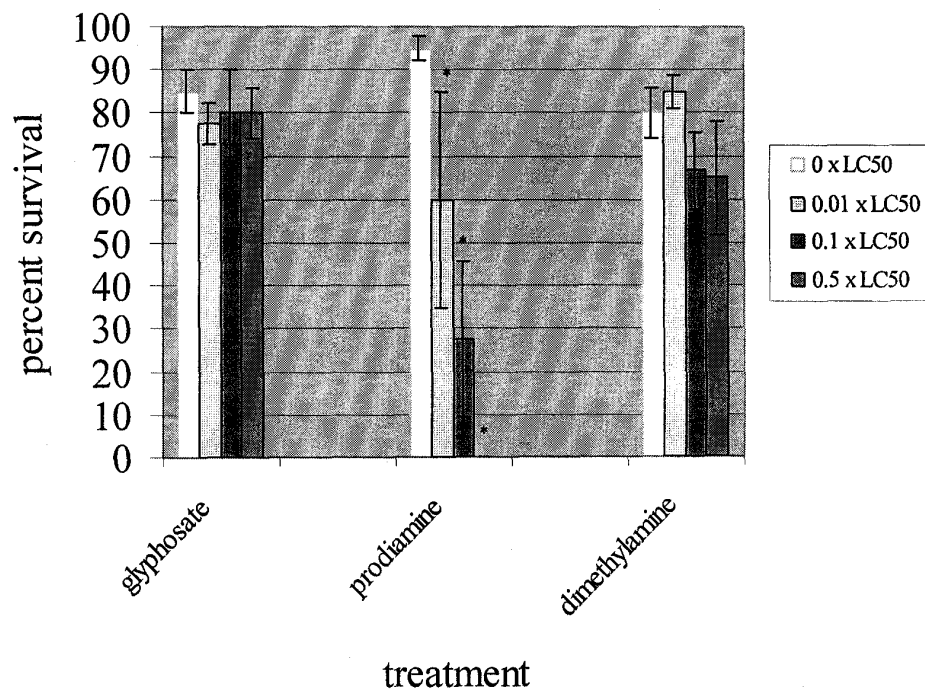 100
90
80
70
60
50
40
30
20
10
0
percent survival
*
*
*
glyphosate
prodiamine
dimethylamine
treatment
0 x LC50
0.01 x LC50
0.1 x LC50
0.5 x LC50